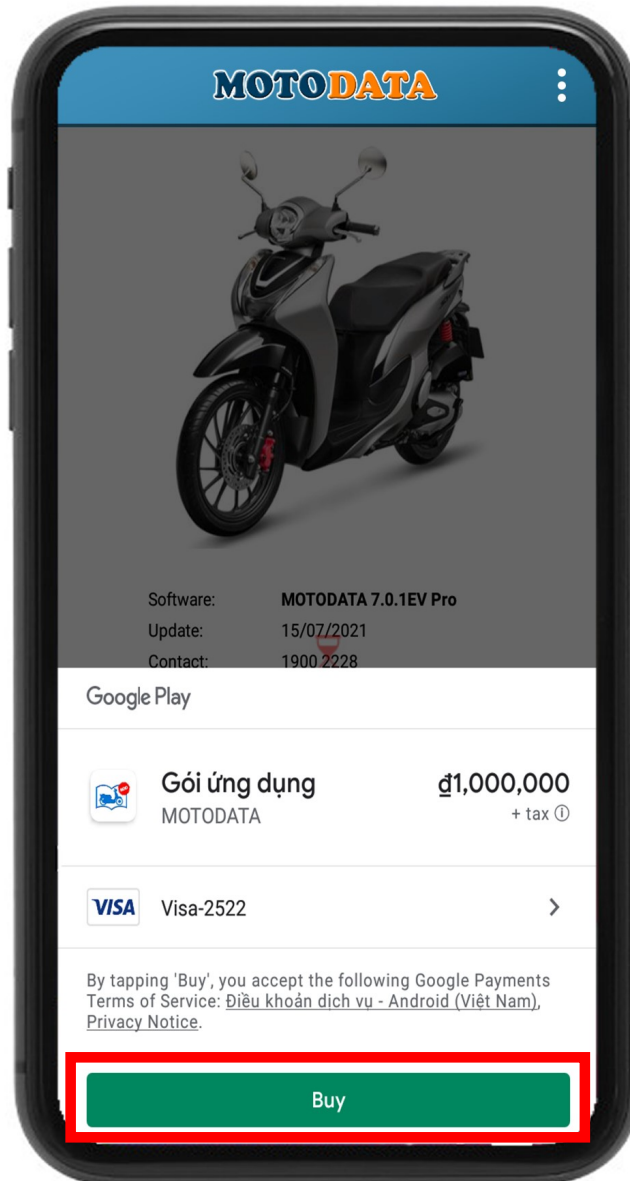 MOTODATA
Software: MOTODATA 7.0.1EV Pro
Update: 15/07/2021
Contact: 1900 2228
Google Play
Gói ứng dụng ₫1,000,000
MOTODATA + tax
VISA Visa-2522
By tapping 'Buy', you accept the following Google Payments
Terms of Service: Điều khoản dịch vụ - Android (Việt Nam),
Privacy Notice.
Buy